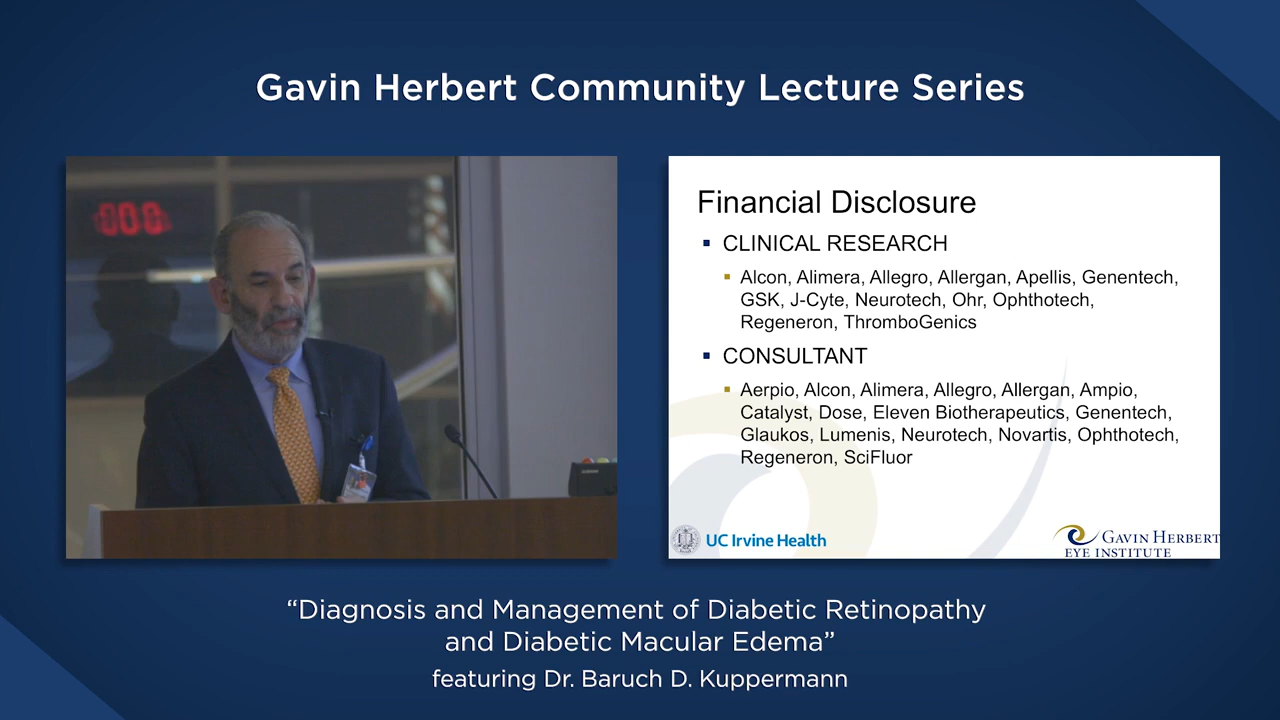 Gavin Herbert Community Lecture Series
000
Financial Disclosure
CLINICAL RESEARCH
Alcon, Alimera, Allegro, Allergan, Apellis, Genentech,
GSK, J-Cyte, Neurotech, Ohr, Ophthotech,
Regeneron, ThromboGenics
CONSULTANT
Aerpio, Alcon, Alimera, Allegro, Allergan, Ampio,
Catalyst, Dose, Eleven Biotherapeutics, Genentech,
Glaukos, Lumenis, Neurotech, Novartis, Ophthotech,
Regeneron, SciFluor
UC Irvine Health
GAVIN HERBERT
EYE INSTITUTE
“Diagnosis and Management of Diabetic Retinopathy
and Diabetic Macular Edema”
featuring Dr. Baruch D. Kuppermann